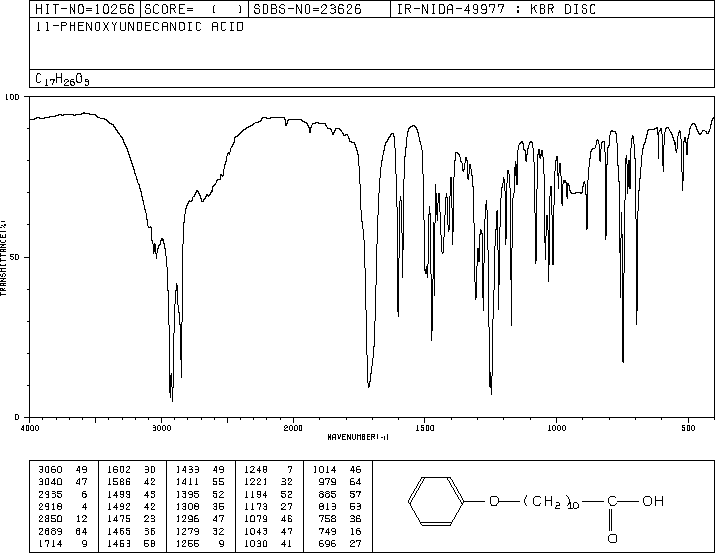 HIT-NO=10256 SCORE= ( ) SDBS-NO=23626 IR-NIDA-49977 : KBR DISC
11-PHENOXYUNDECANOIC ACID
C17H26O3
100
50
0
TRANSMITTANCE(%)
4000 3000 2000 1500 1000 500
WAVENUMBER(-1)
3060 49 1602 30 1433 49 1248 7 1014 46
3040 47 1586 42 1411 55 1221 32 979 64
2935 6 1499 1395 52 1194 52 885 57
2918 4 1492 42 1308 35 1173 27 813 53
2850 12 1475 23 1296 47 1079 46 758 36
2689 64 1465 36 1279 32 1043 47 749 16
1714 9 1463 1255 9 1030 41 696 27
O (CH2)10 C OH
O